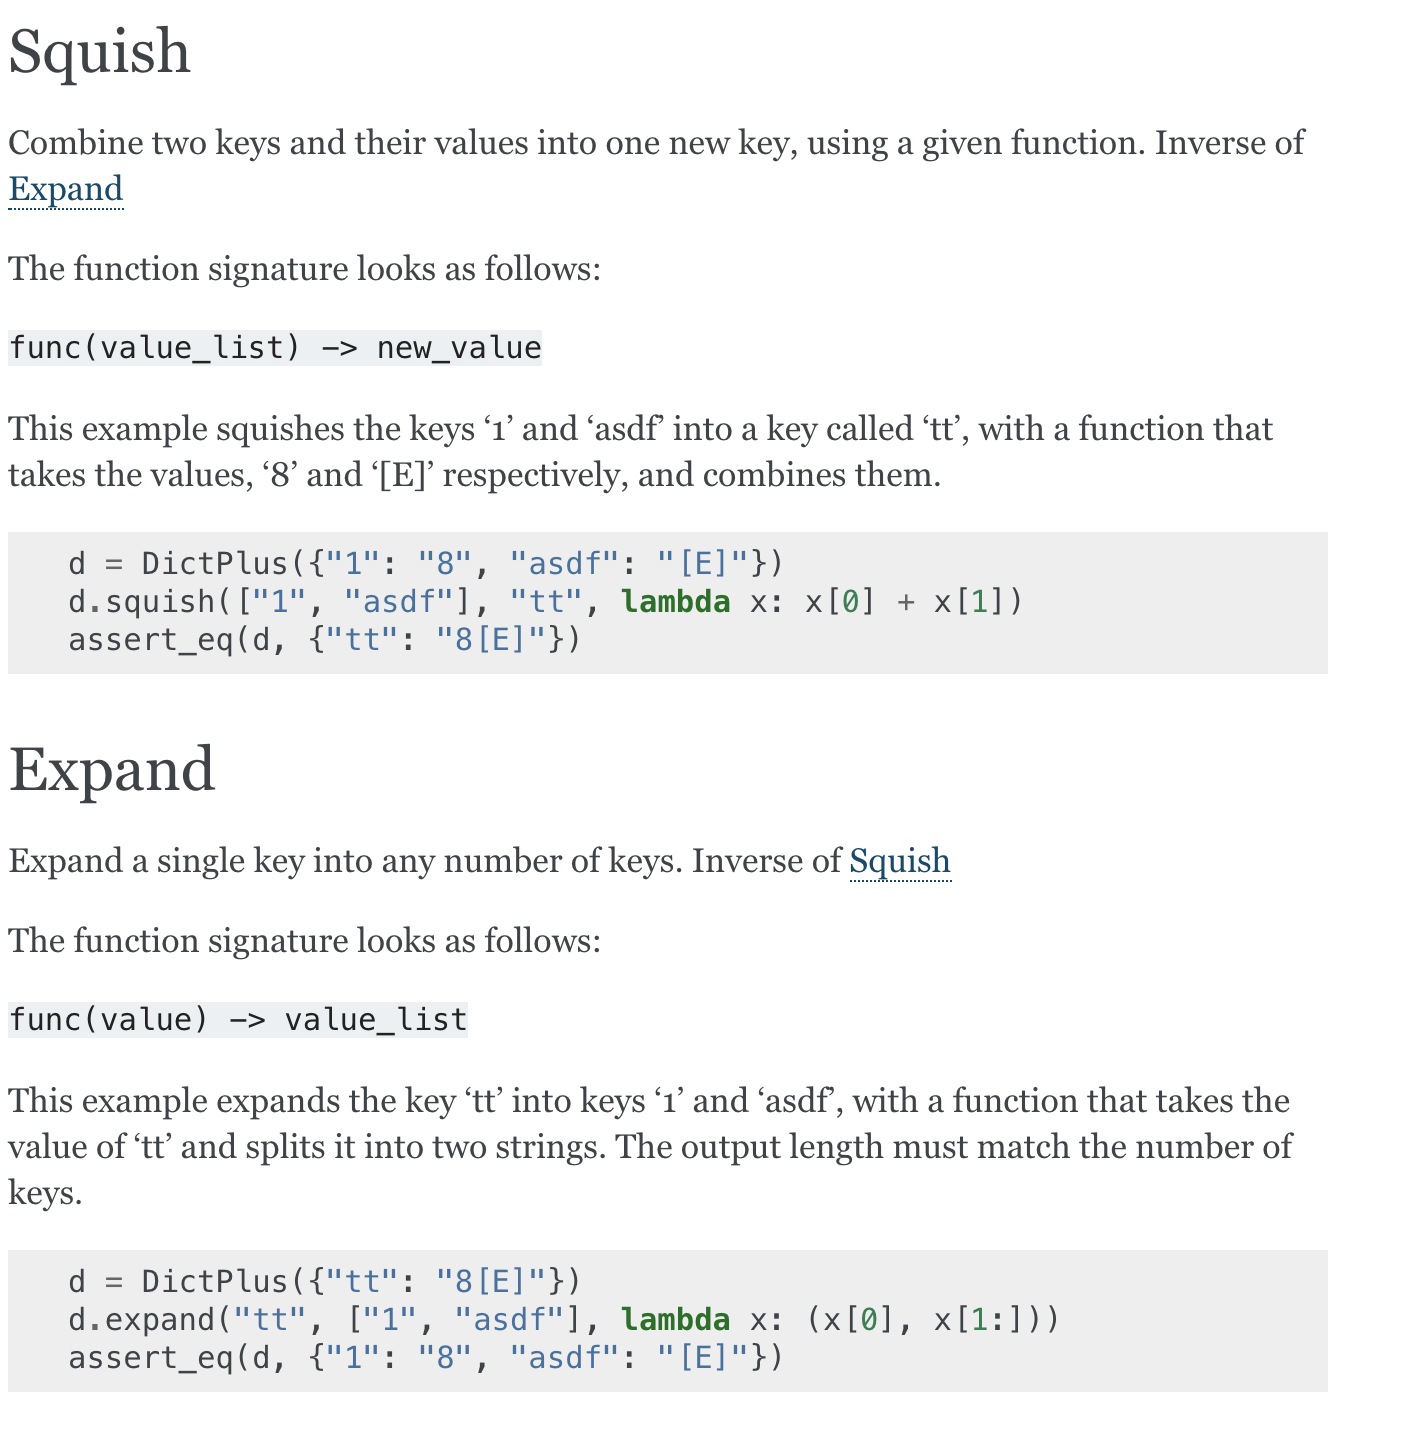 Squish
Combine two keys and their values into one new key, using a given function. Inverse of
Expand
The function signature looks as follows:
func(value_list) -> new_value
This example squishes the keys ‘1’ and ‘asdf’ into a key called ‘tt’, with a function that
takes the values, ‘8’ and ‘[E]’ respectively, and combines them.
d = DictPlus({"1": "8", "asdf": "[E]"})
d.squish(["1", "asdf"], "tt", lambda x: x[0] + x[1])
assert_eq(d, {"tt": "8[E]"})
Expand
Expand a single key into any number of keys. Inverse of Squish
The function signature looks as follows:
func(value) -> value_list
This example expands the key ‘tt’ into keys ‘1’ and ‘asdf’, with a function that takes the
value of ‘tt’ and splits it into two strings. The output length must match the number of
keys.
d = DictPlus({"tt": "8[E]"})
d.expand("tt", ["1", "asdf"], lambda x: (x[0], x[1:]))
assert_eq(d, {"1": "8", "asdf": "[E]"})